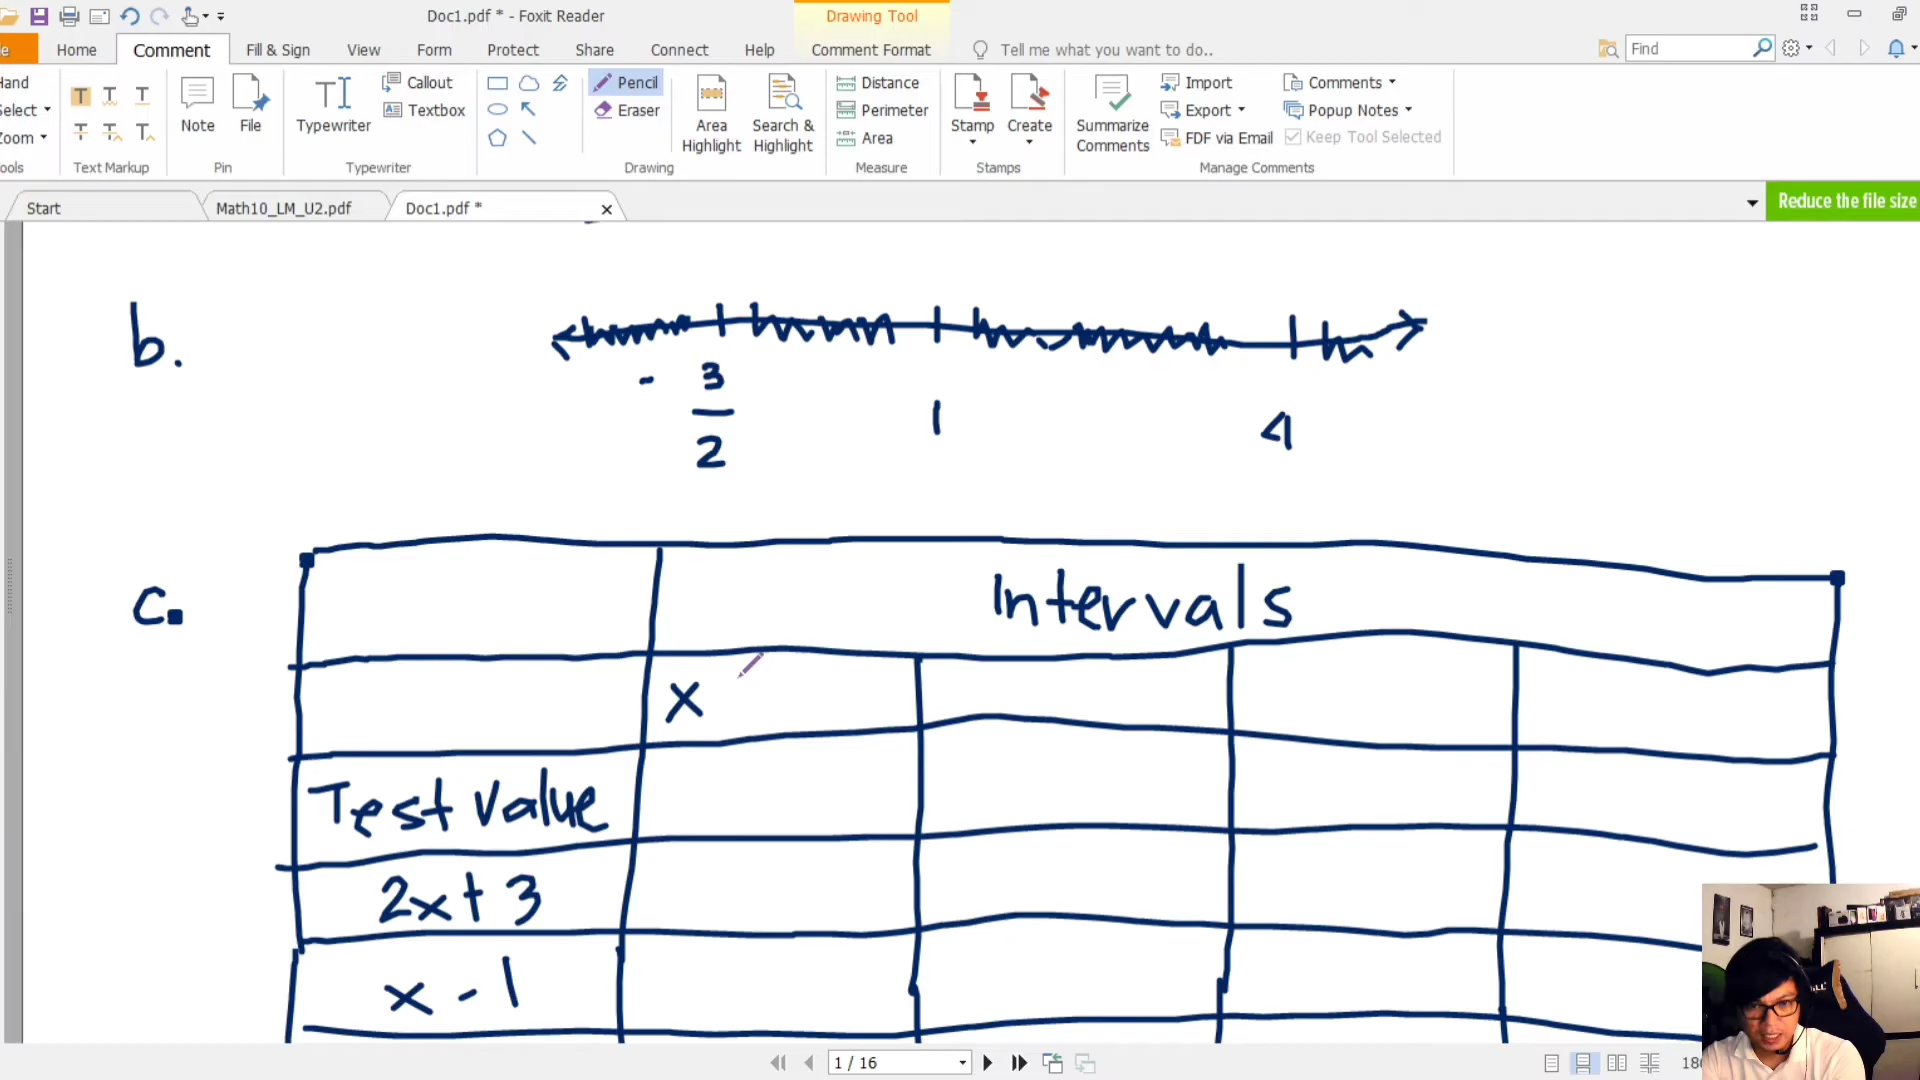 Doc1.pdf * - Foxit Reader
Drawing Tool
Home Comment Fill & Sign View Form Protect Share Connect Help Comment Format Tell me what you want to do.. Find
Callout
Textbox
Typewriter
Note File
Pencil
Eraser
Area Highlight
Search & Highlight
Distance
Perimeter
Area
Stamp Create
Summarize Comments
Import
Export
FDF via Email
Comments
Popup Notes
Keep Tool Selected
Text Markup Pin Typewriter Drawing Measure Stamps Manage Comments
Start Math10_LM_U2.pdf Doc1.pdf *
Reduce the file size
b.
- 3/2 1 4
c. Intervals
x
Test Value
2x + 3
x - 1
1 / 16